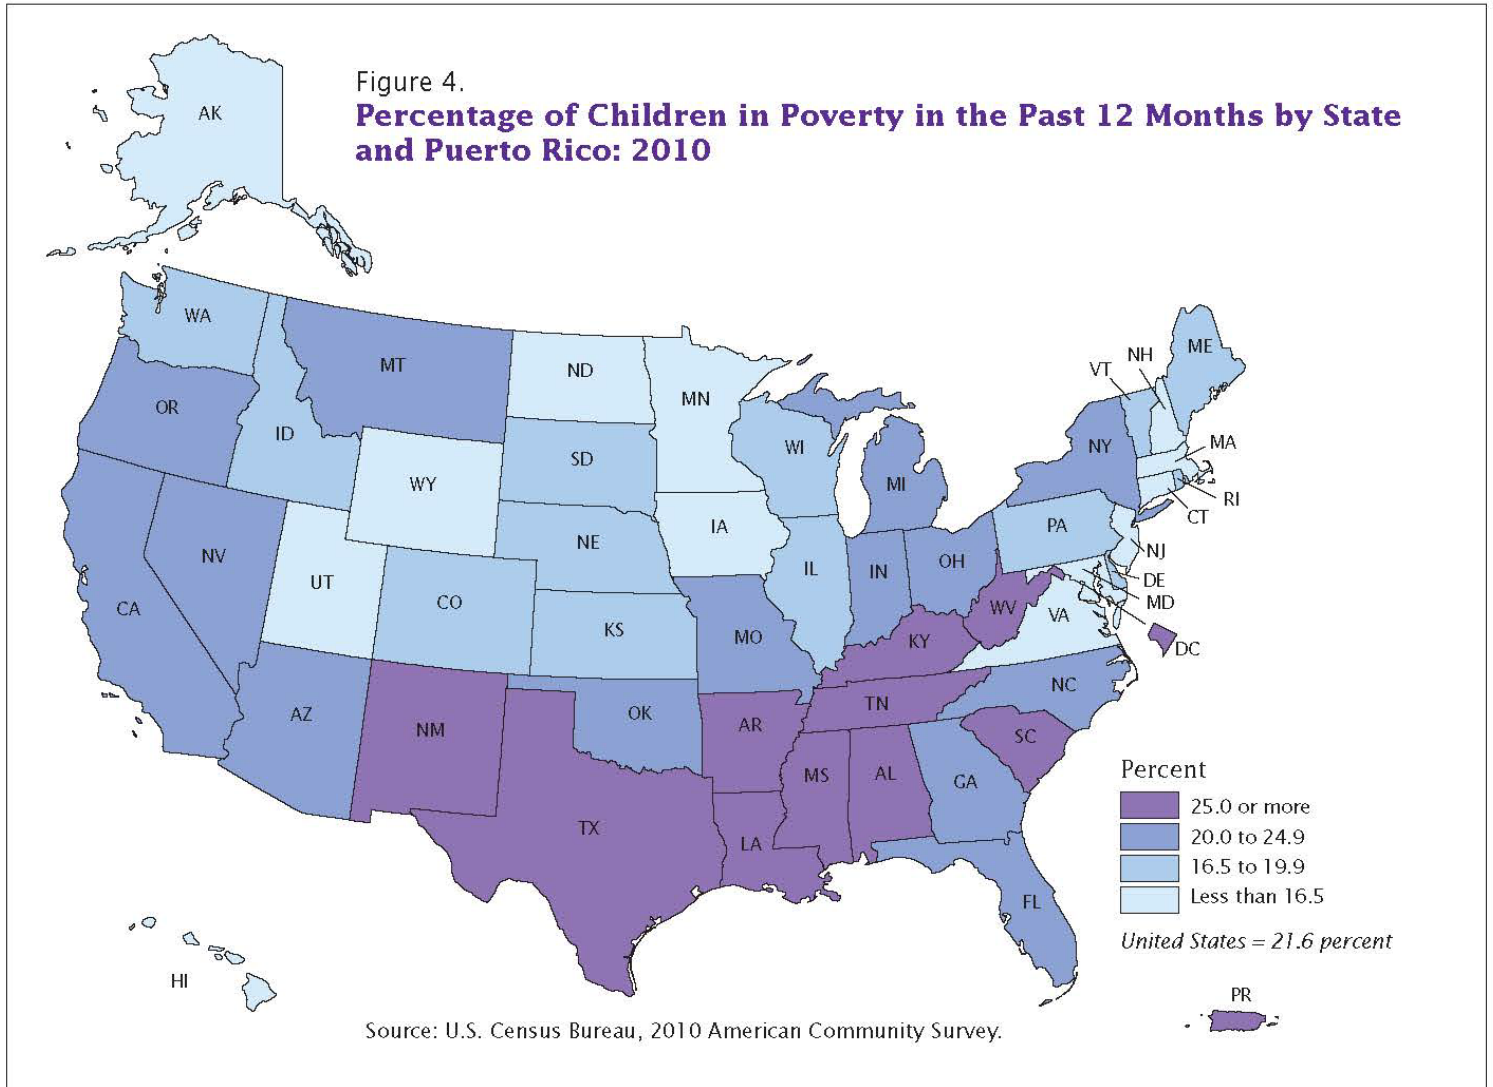 Figure 4.
Percentage of Children in Poverty in the Past 12 Months by State
and Puerto Rico: 2010
AK
WA
MT
ND
MN
OR
ID
SD
WI
WY
MI
NY
VT
NH
ME
MA
RI
CT
NV
UT
NE
IA
IL
IN
OH
PA
NJ
DE
MD
DC
CA
CO
KS
MO
WV
VA
KY
NC
AZ
NM
OK
AR
TN
SC
TX
LA
MS
AL
GA
FL
HI
Percent
25.0 or more
20.0 to 24.9
16.5 to 19.9
Less than 16.5
United States = 21.6 percent
PR
Source: U.S. Census Bureau, 2010 American Community Survey.